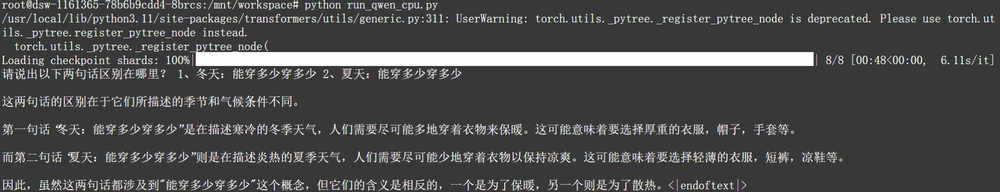 root@dsw-1161365-78b6b9cdd4-8brcs:/mnt/workspace# python run_qwen_cpu.py
/usr/local/lib/python3.11/site-packages/transformers/utils/generic.py:311: UserWarning: torch.utils._pytree._register_pytree_node is deprecated. Please use torch.ut
ils._pytree.register_pytree_node instead.
  torch.utils._pytree._register_pytree_node(
Loading checkpoint shards: 100%|| 8/8 [00:48<00:00,  6.11s/it]
请说出以下两句话区别在哪里？ 1、冬天：能穿多少穿多少 2、夏天：能穿多少穿多少
这两句话的区别在于它们所描述的季节和气候条件不同。
第一句话“冬天：能穿多少穿多少”是在描述寒冷的冬季天气，人们需要尽可能多地穿着衣物来保暖。这可能意味着要选择厚重的衣服，帽子，手套等。
而第二句话“夏天：能穿多少穿多少”则是在描述炎热的夏季天气，人们需要尽可能少地穿着衣物以保持凉爽。这可能意味着要选择轻薄的衣服，短裤，凉鞋等。
因此，虽然这两句话都涉及到"能穿多少穿多少"这个概念，但它们的含义是相反的，一个是为了保暖，另一个则是为了散热。<|endoftext|>